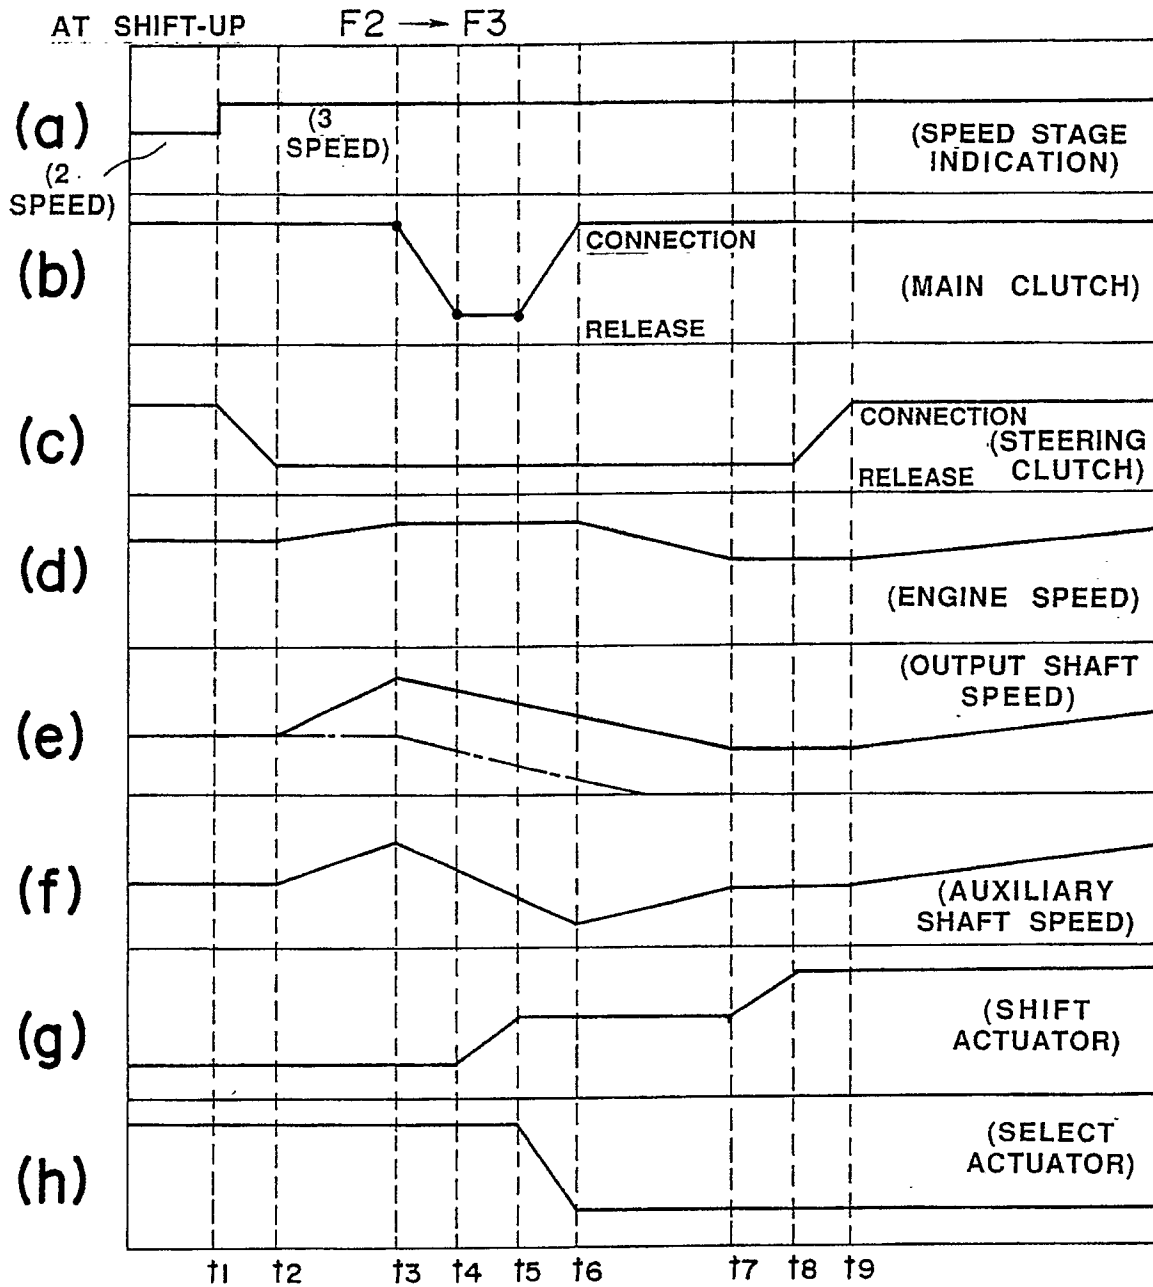 AT SHIFT-UP F2 → F3
(a)
(2
SPEED)
(3
SPEED)
(SPEED STAGE
INDICATION)
(b)
CONNECTION
RELEASE
(MAIN CLUTCH)
(c)
CONNECTION
RELEASE
(STEERING
CLUTCH)
(d)
(ENGINE SPEED)
(e)
(OUTPUT SHAFT
SPEED)
(f)
(AUXILIARY
SHAFT SPEED)
(g)
(SHIFT
ACTUATOR)
(h)
(SELECT
ACTUATOR)
t1 t2 t3 t4 t5 t6 t7 t8 t9